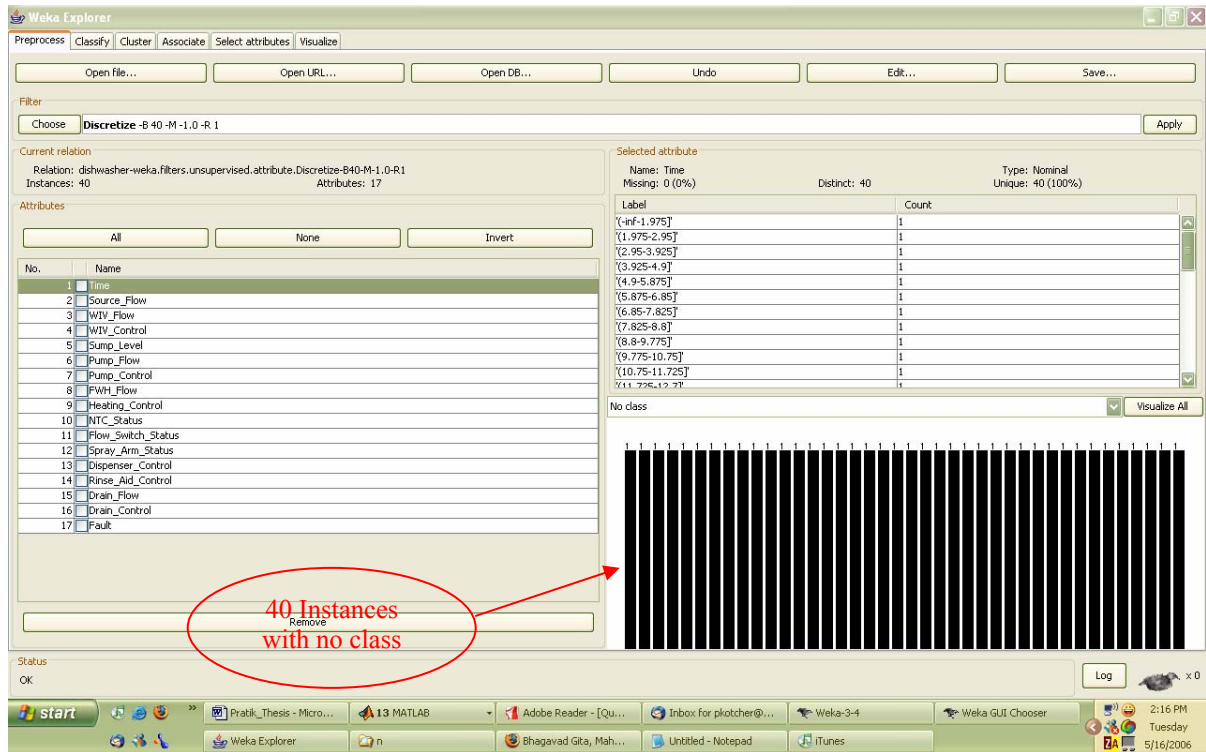 Weka Explorer
Preprocess Classify Cluster Associate Select attributes Visualize
Open file... Open URL... Open DB... Undo Edit... Save...
Filter
Choose Discretize -B 40 -M -1.0 -R 1 Apply
Current relation
Relation: dishwasher-weka.filters.unsupervised.attribute.Discretize-B40-M-1.0-R1
Instances: 40 Attributes: 17
Attributes
All None Invert
No. Name
1 Time
2 Source_Flow
3 WIV_Flow
4 WIV_Control
5 Sump_Level
6 Pump_Flow
7 Pump_Control
8 FWH_Flow
9 Heating_Control
10 NTC_Status
11 Flow_Switch_Status
12 Spray_Arm_Status
13 Dispenser_Control
14 Rinse_Aid_Control
15 Drain_Flow
16 Drain_Control
17 Fault
Remove
40 Instances
with no class
Selected attribute
Name: Time Type: Nominal
Missing: 0 (0%) Distinct: 40 Unique: 40 (100%)
Label Count
'(-inf-1.975]' 1
'(1.975-2.95]' 1
'(2.95-3.925]' 1
'(3.925-4.9]' 1
'(4.9-5.875]' 1
'(5.875-6.85]' 1
'(6.85-7.825]' 1
'(7.825-8.8]' 1
'(8.8-9.775]' 1
'(9.775-10.75]' 1
'(10.75-11.725]' 1
'(11.725-12.7]' 1
No class Visualize All
1 1 1 1 1 1 1 1 1 1 1 1 1 1 1 1 1 1 1 1 1 1 1 1 1 1 1 1 1 1 1 1 1 1 1 1 1 1 1 1
Status
OK Log x 0
start Pratik_Thesis - Micro... 13 MATLAB Adobe Reader - [Qu... Inbox for pkotcher@... Weka-3-4 Weka GUI Chooser 2:16 PM
Tuesday
Weka Explorer n Bhagavad Gita, Mah... Untitled - Notepad iTunes 5/16/2006